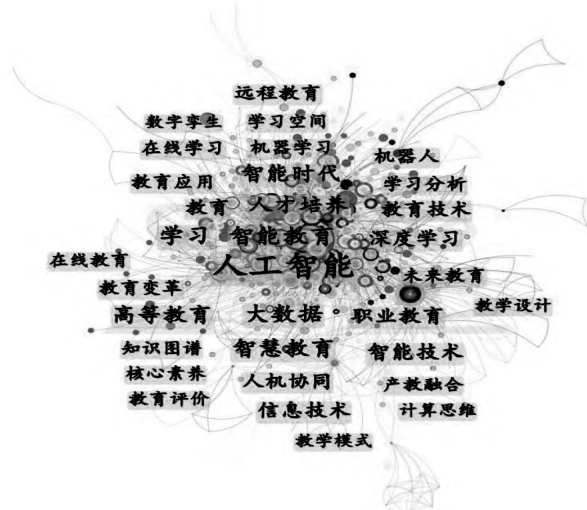 远程教育
数字孪生 学习空间
在线学习 机器学习
机器人
智能时代
教育应用 学习分析
教育 人才培养 教育技术
学习 智能教育 深度学习
在线教育 人工智能
未来教育
教育变革
教学设计
高等教育 大数据 职业教育
知识图谱 智慧教育 智能技术
核心素养 人机协同 产教融合
教育评价 信息技术 计算思维
教学模式